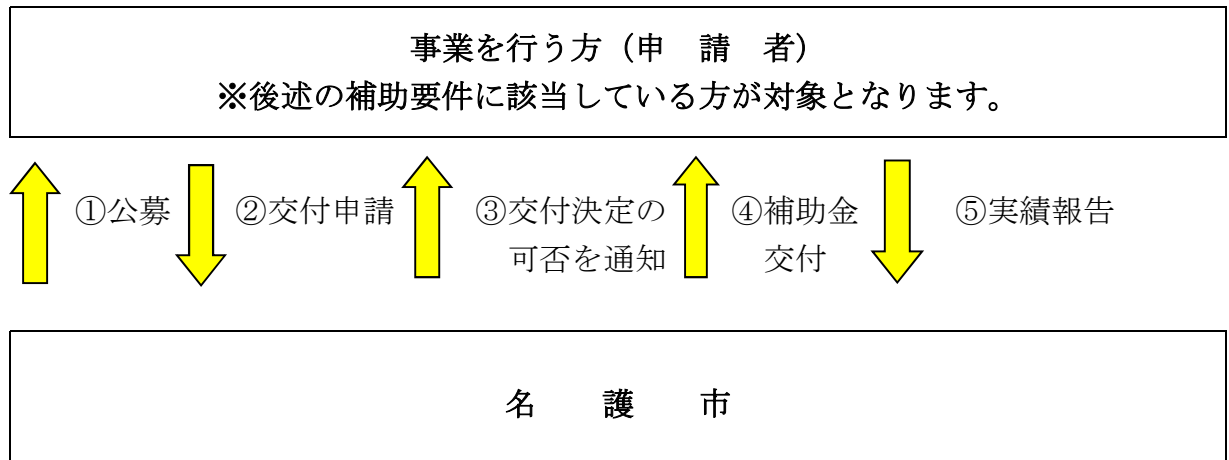 事業を行う方（申　請　者）
※後述の補助要件に該当している方が対象となります。
①公募　②交付申請　③交付決定の　④補助金　⑤実績報告
可否を通知　交付
名　護　市